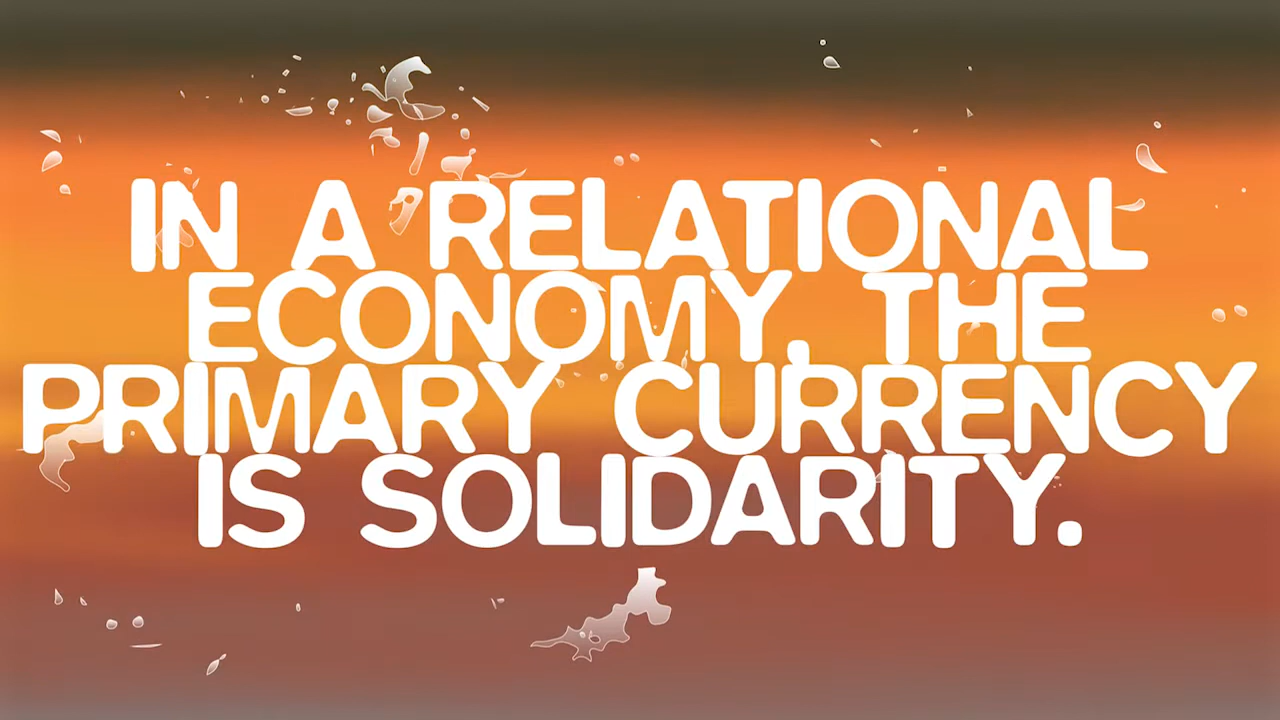 IN A RELATIONAL
ECONOMY, THE
PRIMARY CURRENCY
IS SOLIDARITY.